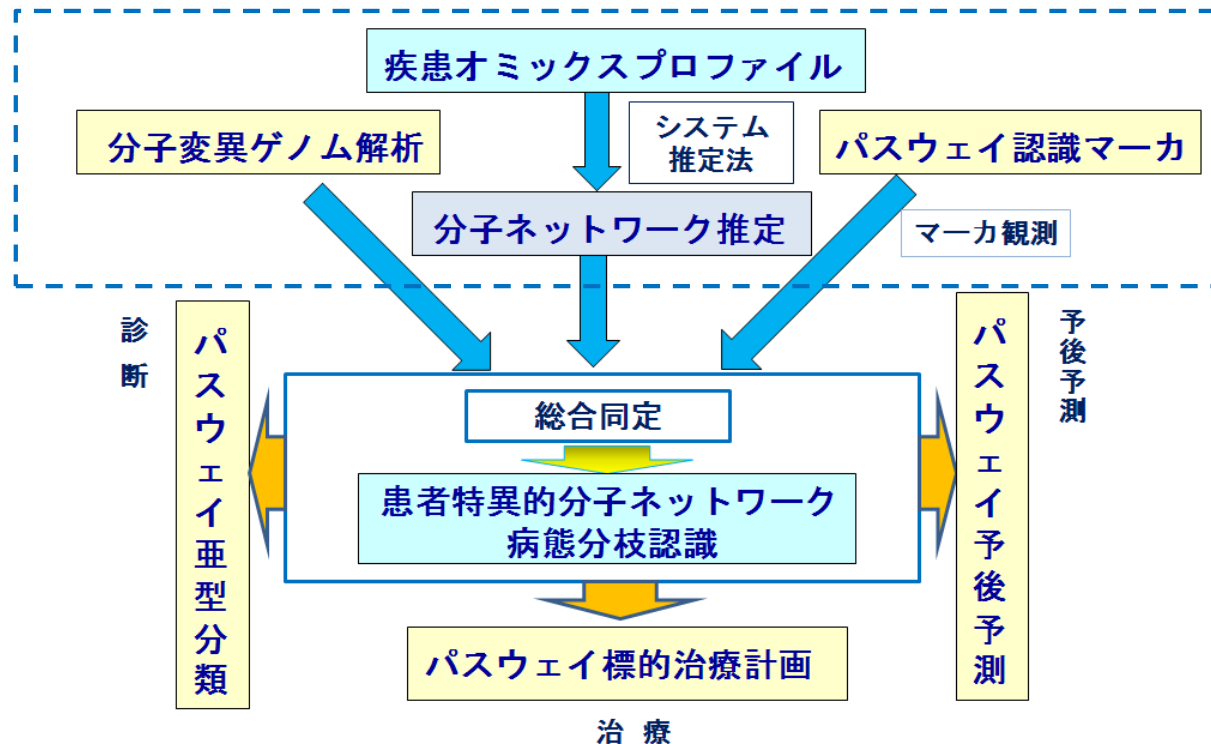 疾患オミックスプロファイル
分子変異ゲノム解析
システム
推定法
パスウェイ認識マーカ
分子ネットワーク推定
マーカ観測
診断
パスウェイ亜型分類
予後予測
パスウェイ予後予測
総合同定
患者特異的分子ネットワーク
病態分枝認識
パスウェイ標的治療計画
治 療